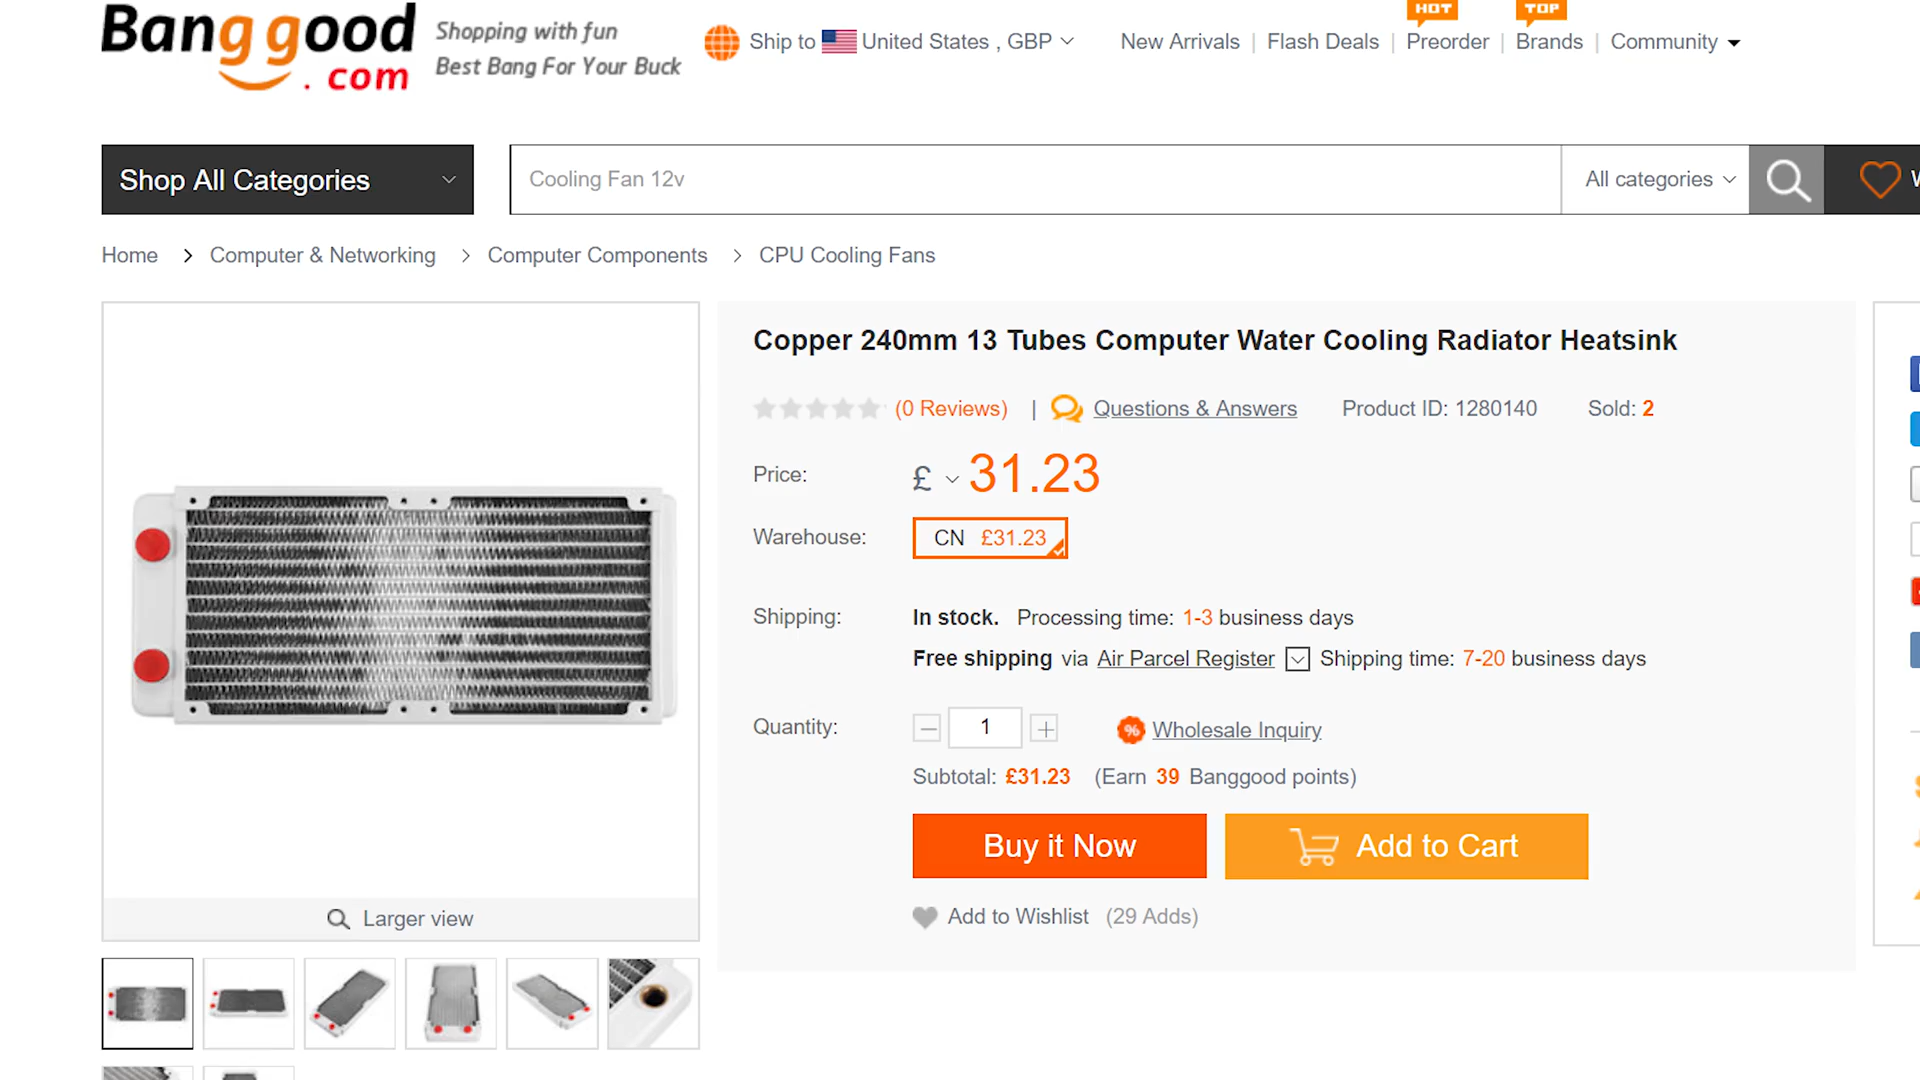 Banggood
.com
Shopping with fun
Best Bang For Your Buck
Ship to United States , GBP
New Arrivals | Flash Deals | Preorder | Brands | Community
HOT
TOP
Shop All Categories
Cooling Fan 12v
All categories
Home > Computer & Networking > Computer Components > CPU Cooling Fans
Copper 240mm 13 Tubes Computer Water Cooling Radiator Heatsink
(0 Reviews) | Questions & Answers Product ID: 1280140 Sold: 2
Price: £ 31.23
Warehouse: CN £31.23
Shipping: In stock. Processing time: 1-3 business days
Free shipping via Air Parcel Register Shipping time: 7-20 business days
Quantity: 1 Wholesale Inquiry
Subtotal: £31.23 (Earn 39 Banggood points)
Buy it Now
Add to Cart
Add to Wishlist (29 Adds)
Larger view